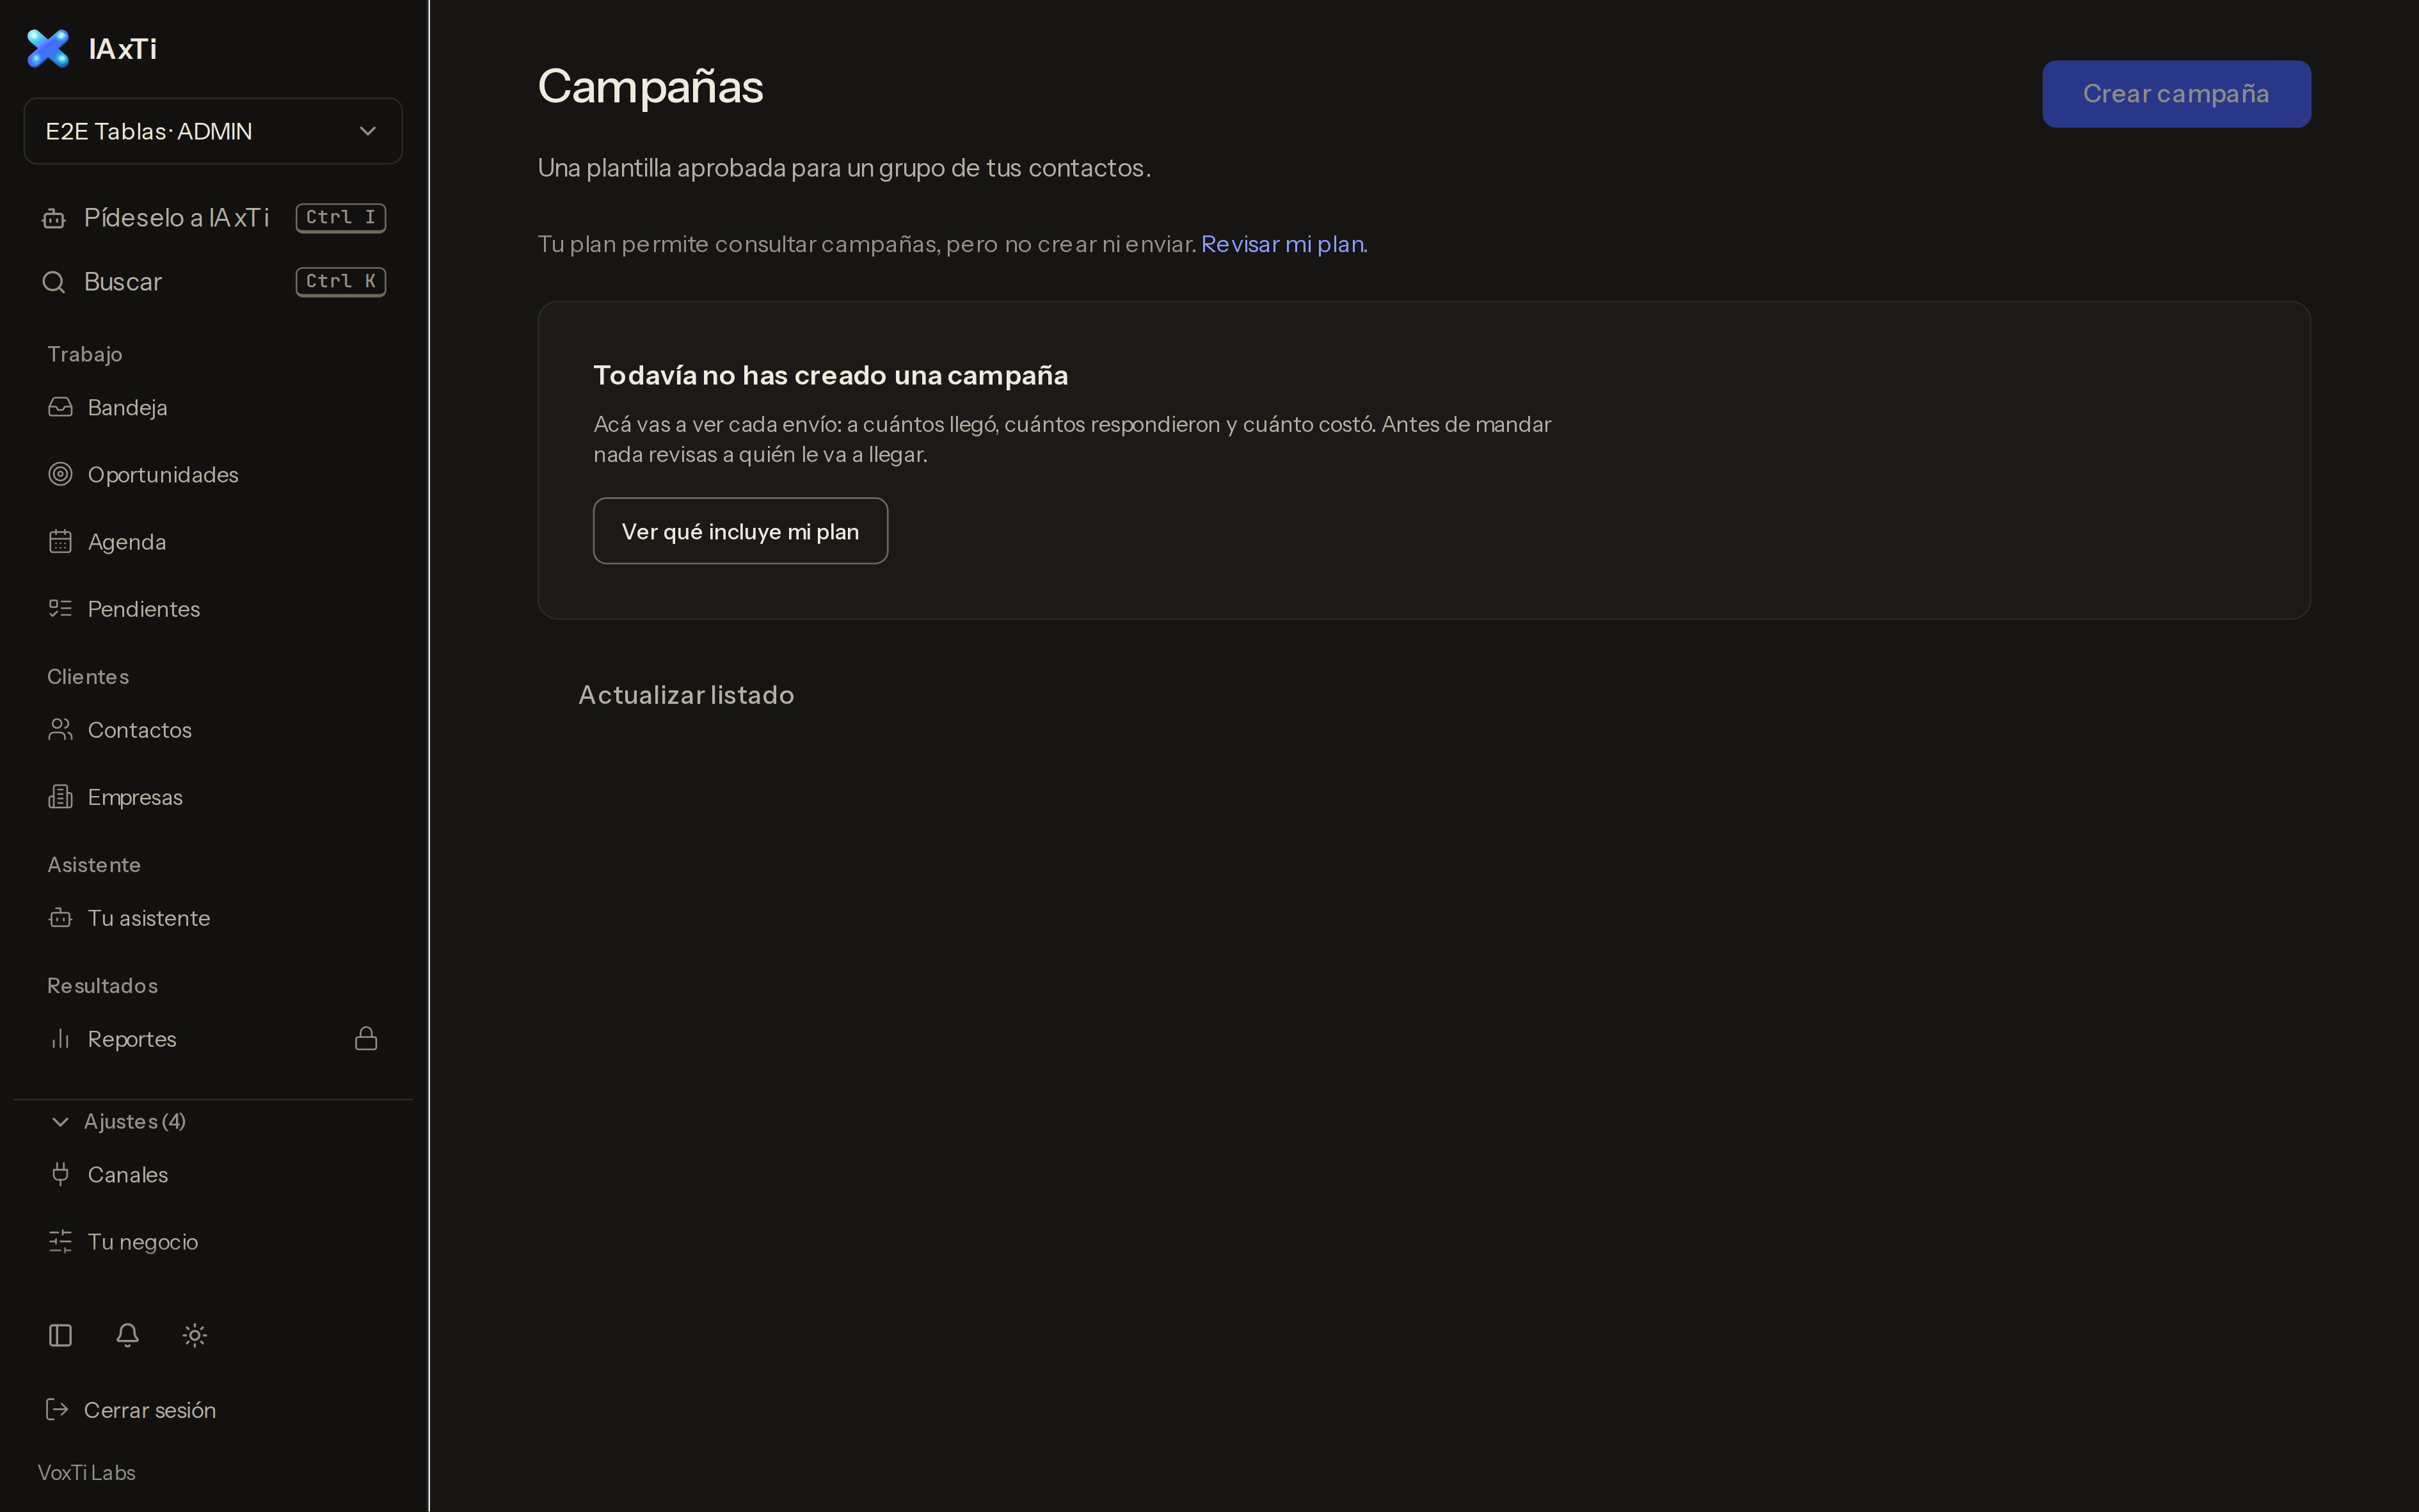 IAxTi
E2E Tablas · ADMIN
Pídeselo a IAxTi
Ctrl I
Buscar
Ctrl K
Trabajo
Bandeja
Oportunidades
Agenda
Pendientes
Clientes
Contactos
Empresas
Asistente
Tu asistente
Resultados
Reportes
Ajustes (4)
Canales
Tu negocio
Cerrar sesión
VoxTi Labs
Campañas
Crear campaña
Una plantilla aprobada para un grupo de tus contactos.
Tu plan permite consultar campañas, pero no crear ni enviar. Revisar mi plan.
Todavía no has creado una campaña
Acá vas a ver cada envío: a cuántos llegó, cuántos respondieron y cuánto costó. Antes de mandar
nada revisas a quién le va a llegar.
Ver qué incluye mi plan
Actualizar listado